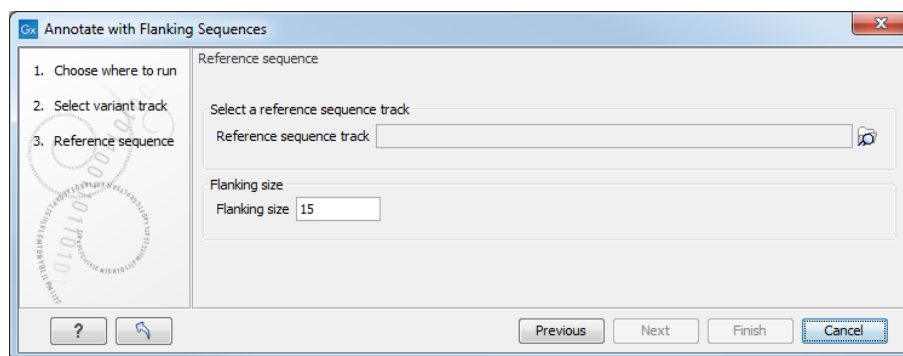 Gx Annotate with Flanking Sequences
X
1. Choose where to run
2. Select variant track
3. Reference sequence
Reference sequence
Select a reference sequence track
Reference sequence track
Flanking size
Flanking size 15
?
Previous
Next
Finish
Cancel